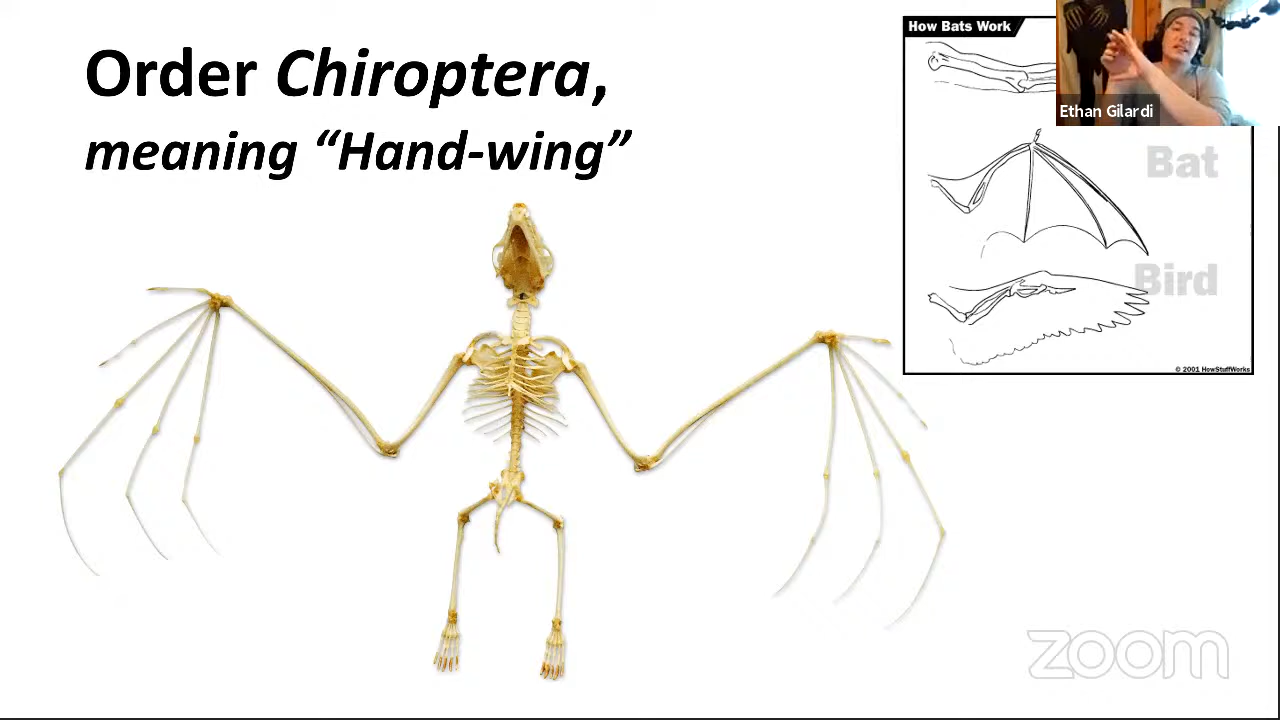 Order Chiroptera,
meaning “Hand-wing”
How Bats Work
Ethan Gilardi
Bat
Bird
© 2001 HowStuffWorks
zoom